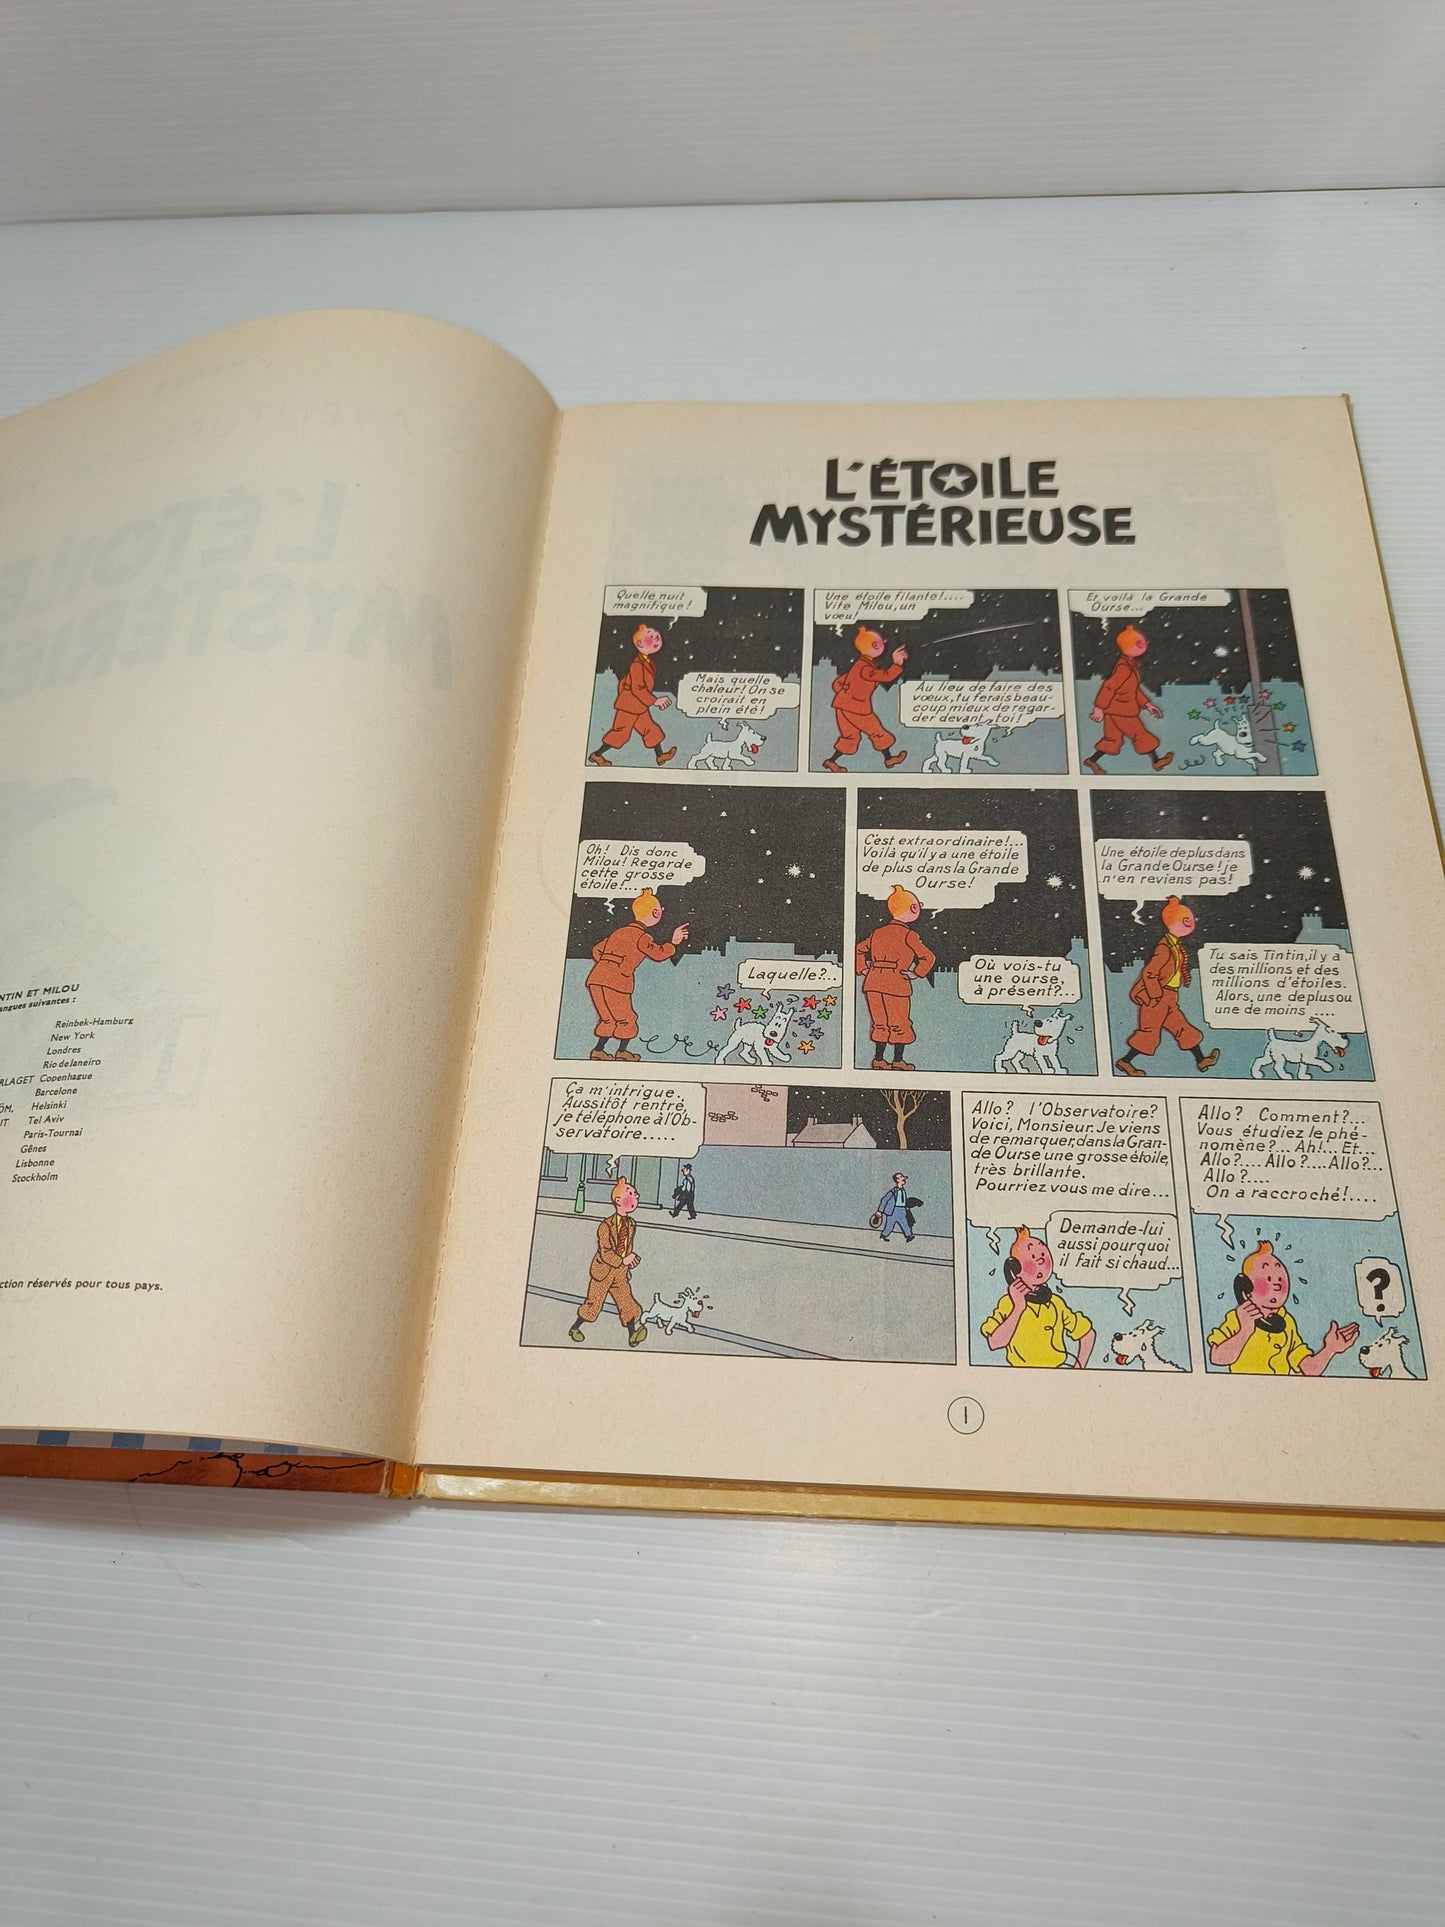 NTIN ET MILOU
angues suivantes :
Reinbek-Hamburg
New York
Londres
Rio de Janeiro
RLAGET Copenhague
Barcelone
ÖM, Helsinki
IT Tel Aviv
Paris-Tournai
Gênes
Lisbonne
Stockholm
ction réservés pour tous pays.
L'ÉTOILE
MYSTÉRIEUSE
Quelle nuit
magnifique!
Mais quelle
chaleur! On se
croirait en
plein été!
Une étoile filante!....
Vite Milou, un
vœu!
Au lieu de faire des
vœux, tu ferais beau-
coup mieux de regar-
der devant toi!
Et voilà la Grande
Ourse...
Oh! Dis donc
Milou! Regarde
cette grosse
étoile!...
Laquelle?...
C'est extraordinaire!...
Voilà qu'il y a une étoile
de plus dans la Grande
Ourse!
Où vois-tu
une ourse,
à présent?...
Une étoile de plus dans
la Grande Ourse! je
n'en reviens pas!
Tu sais Tintin, il y a
des millions et des
millions d'étoiles.
Alors, une de plus ou
une de moins ....
Ça m'intrigue.
Aussitôt rentré,
je téléphone à l'Ob-
servatoire.....
Allo? l'Observatoire?
Voici, Monsieur. Je viens
de remarquer, dans la Gran-
de Ourse une grosse étoile,
très brillante.
Pourriez vous me dire...
Demande-lui
aussi pourquoi
il fait si chaud...
Allo? Comment?...
Vous étudiez le phé-
nomène?... Ah!... Et...
Allo?.... Allo?....Allo?...
Allo?....
On a raccroché!....
?
1